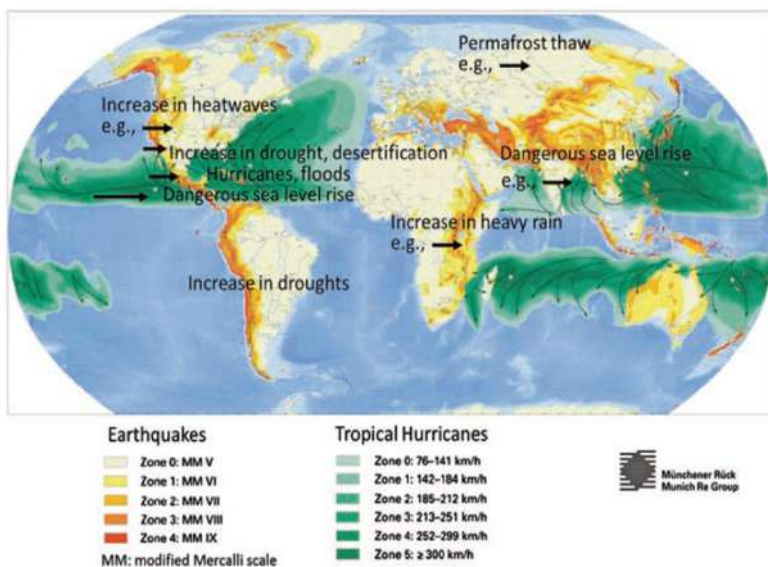 Permafrost thaw
e.g.,
Increase in heatwaves
e.g.,
Increase in drought, desertification
Hurricanes, floods
Dangerous sea level rise
Dangerous sea level rise
e.g.,
Increase in heavy rain
e.g.,
Increase in droughts
Earthquakes
Zone 0: MM V
Zone 1: MM VI
Zone 2: MM VII
Zone 3: MM VIII
Zone 4: MM IX
MM: modified Mercalli scale
Tropical Hurricanes
Zone 0: 76–141 km/h
Zone 1: 142–184 km/h
Zone 2: 185–212 km/h
Zone 3: 213–251 km/h
Zone 4: 252–299 km/h
Zone 5: ≥ 300 km/h
Münchener Rück
Munich Re Group